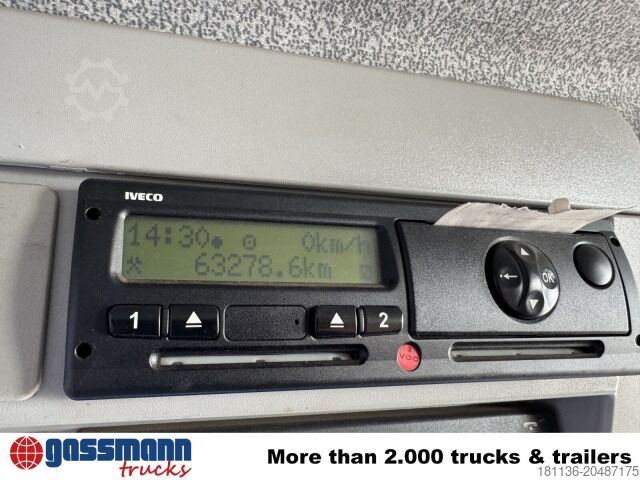 IVECO
14:30 0km/h
63278.6km
OK
1 2
VDO
gassmann
trucks
More than 2.000 trucks & trailers
181136-20487175